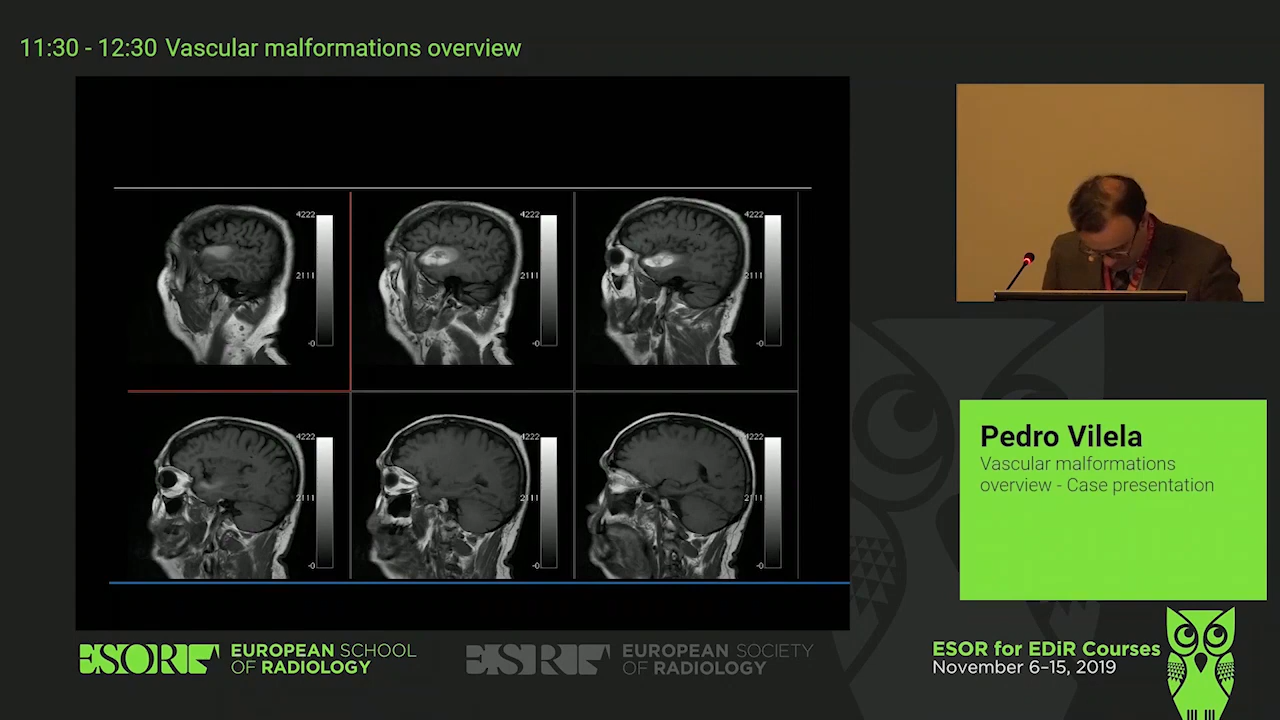 11:30 - 12:30 Vascular malformations overview
4222
2111
-0
4222
2111
-0
4222
2111
-0
4222
2111
-0
4222
2111
-0
4222
2111
-0
Pedro Vilela
Vascular malformations
overview - Case presentation
ESOR
EUROPEAN SCHOOL
OF RADIOLOGY
ESR
EUROPEAN SOCIETY
OF RADIOLOGY
ESOR for EDiR Courses
November 6–15, 2019